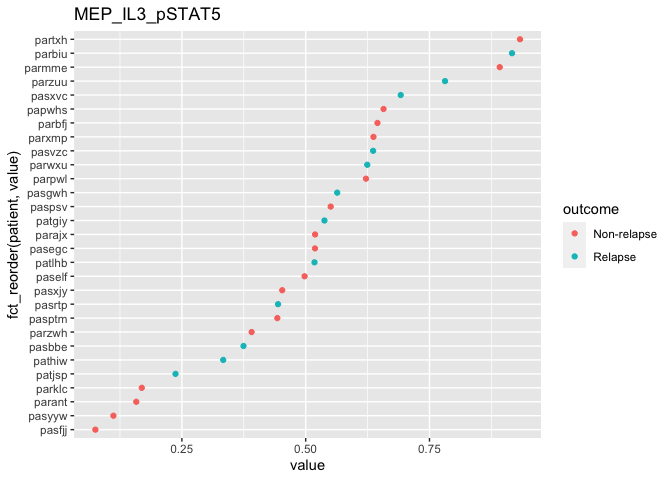 MEP_IL3_pSTAT5
fct_reorder(patient, value)
partxh
parbiu
parmme
parzuu
pasxvc
papwhs
parbfj
parxmp
pasvzc
parwxu
parpwl
pasgwh
paspsv
patgiy
parajx
pasegc
patlhb
paself
pasxjy
pasrtp
pasptm
parzwh
pasbbe
pathiw
patjsp
parklc
parant
pasyyw
pasfjj
0.25 0.50 0.75
value
outcome
Non-relapse
Relapse